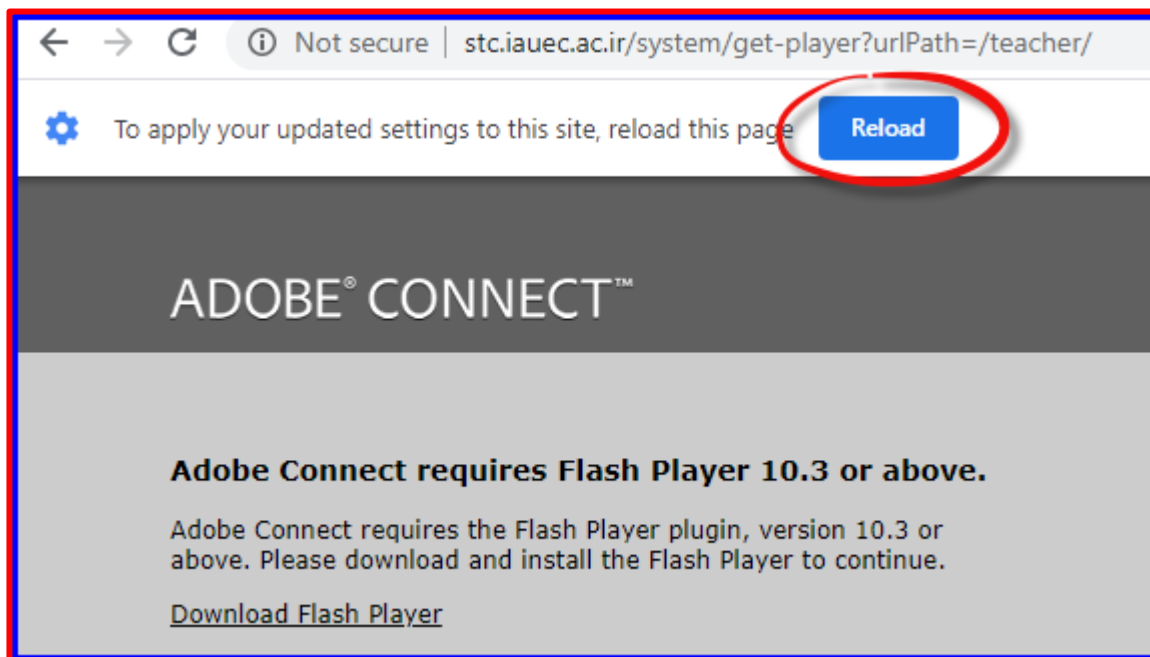 Not secure | stc.iauec.ac.ir/system/get-player?urlPath=/teacher/
To apply your updated settings to this site, reload this page Reload
ADOBE® CONNECT™
Adobe Connect requires Flash Player 10.3 or above.
Adobe Connect requires the Flash Player plugin, version 10.3 or
above. Please download and install the Flash Player to continue.
Download Flash Player